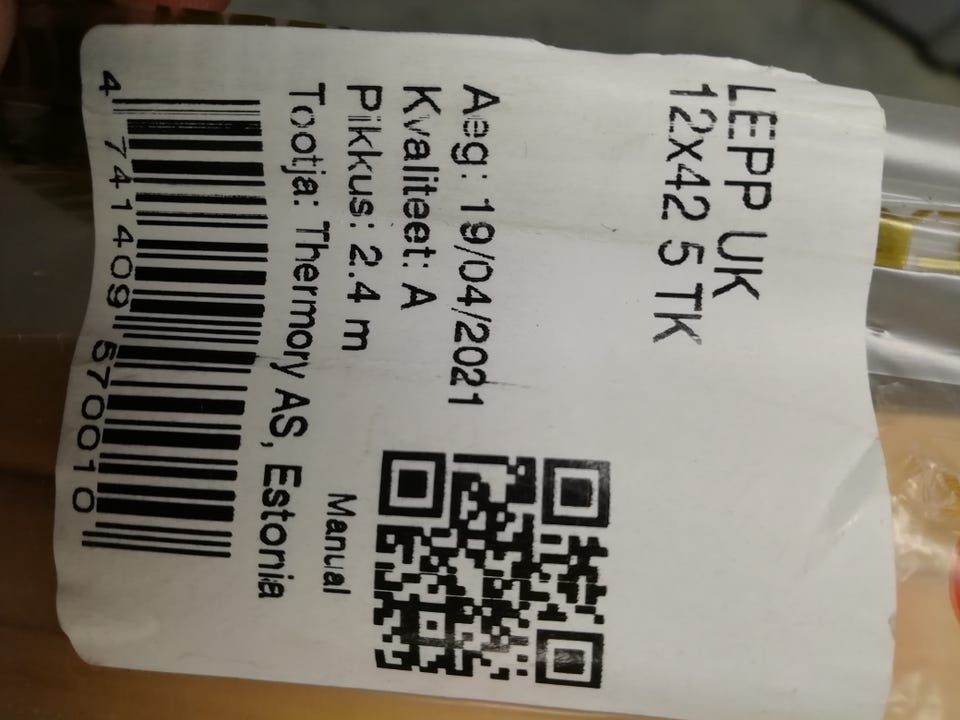 LEPP UK
12x42 5 TK
Aeg: 19/04/2021
Kvaliteet: A
Pikkus: 2.4 m
Manual
Tootja: Thermory AS, Estonia
4 741409 570010